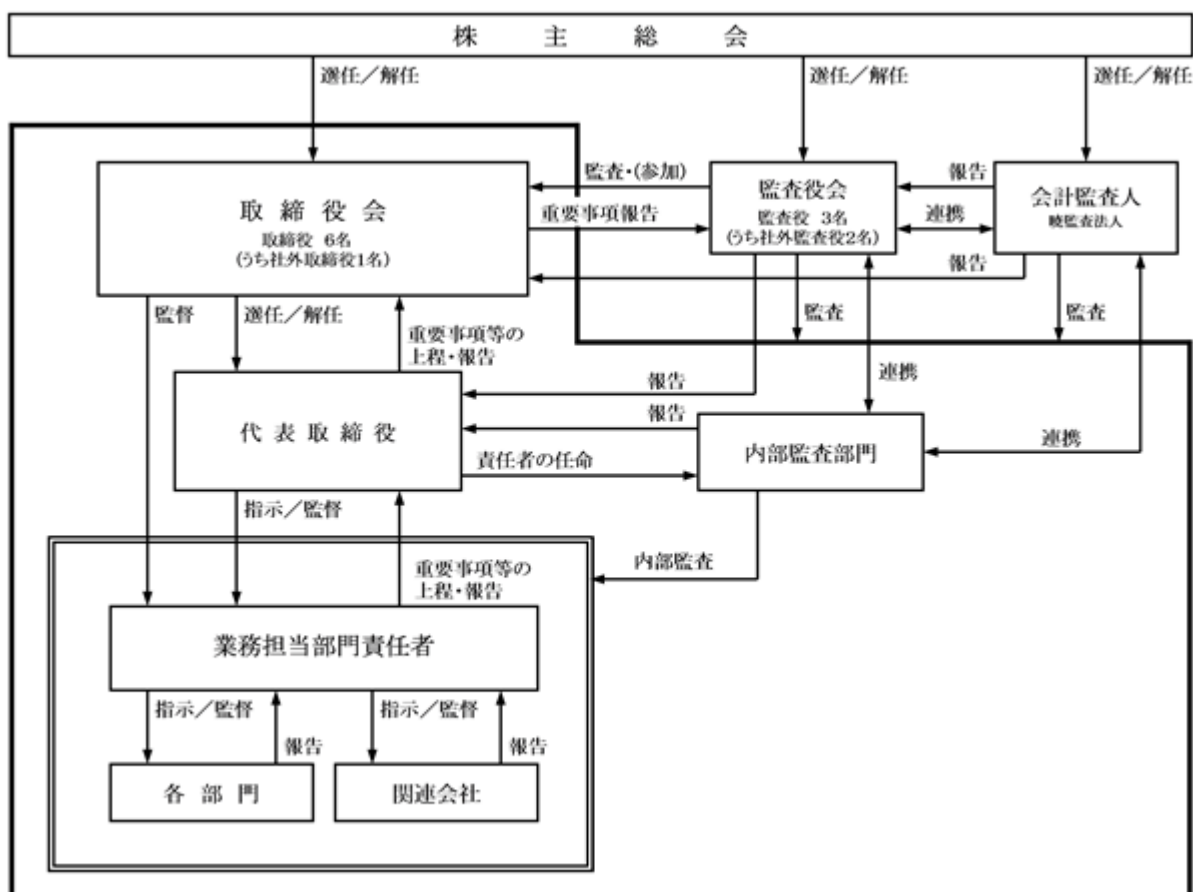 株主総会
選任／解任
選任／解任
選任／解任
取締役会
取締役 6名
(うち社外取締役1名)
監査・(参加)
重要事項報告
監査役会
監査役 3名
(うち社外監査役2名)
報告
連携
会計監査人
暁監査法人
報告
監督
選任／解任
重要事項等の
上程・報告
監査
監査
連携
報告
報告
代表取締役
責任者の任命
内部監査部門
連携
指示／監督
重要事項等の
上程・報告
内部監査
業務担当部門責任者
指示／監督
報告
指示／監督
報告
各部門
関連会社